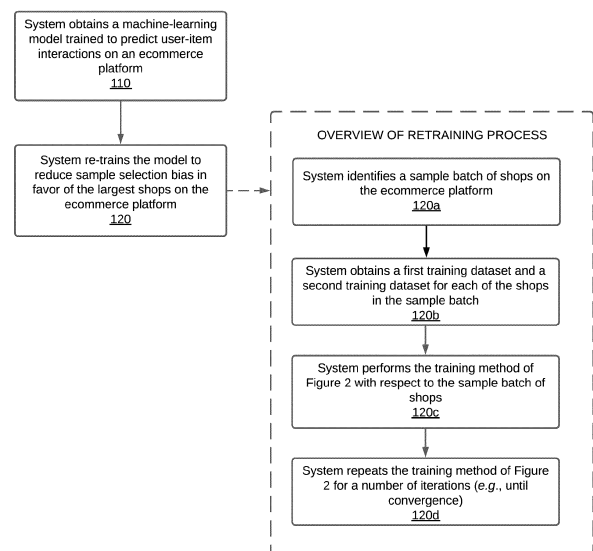 System obtains a machine-learning
model trained to predict user-item
interactions on an ecommerce
platform
110
System re-trains the model to
reduce sample selection bias in
favor of the largest shops on the
ecommerce platform
120
OVERVIEW OF RETRAINING PROCESS
System identifies a sample batch of shops
on the ecommerce platform
120a
System obtains a first training dataset and a
second training dataset for each of the shops
in the sample batch
120b
System performs the training method of
Figure 2 with respect to the sample batch of
shops
120c
System repeats the training method of Figure
2 for a number of iterations (e.g., until
convergence)
120d